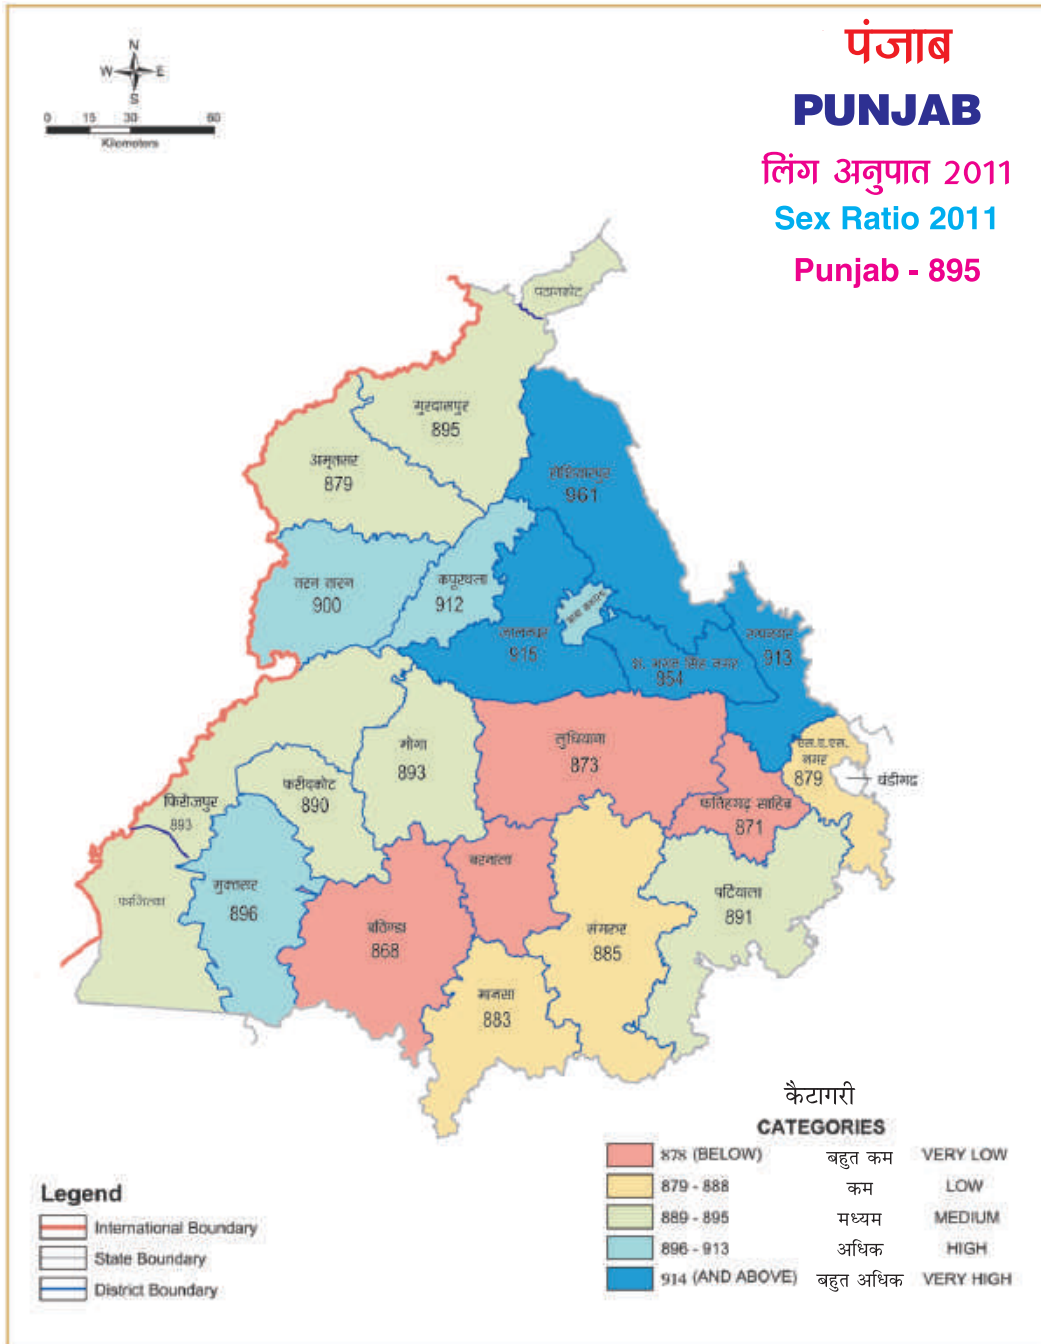 पंजाब
PUNJAB
लिंग अनुपात 2011
Sex Ratio 2011
Punjab - 895
N
W E
S
0 15 30 60
Kilometers
पठानकोट
गुरदासपुर
895
अमृतसर
879
होशियारपुर
961
तरन तारन
900
कपूरथला
912
जालन्धर
915
रूपनगर
913
954
लुधियाना
873
मोगा
893
एस.ए.एस.
नगर
879
चंडीगढ़
फरीदकोट
890
फतिहगढ़ साहिब
871
फिरोजपुर
893
बरनाला
मुक्तसर
896
पटियाला
891
फाजिल्का
बठिण्डा
868
संगरूर
885
मानसा
883
कैटागरी
CATEGORIES
878 (BELOW) बहुत कम VERY LOW
879 - 888 कम LOW
889 - 895 मध्यम MEDIUM
896 - 913 अधिक HIGH
914 (AND ABOVE) बहुत अधिक VERY HIGH
Legend
International Boundary
State Boundary
District Boundary